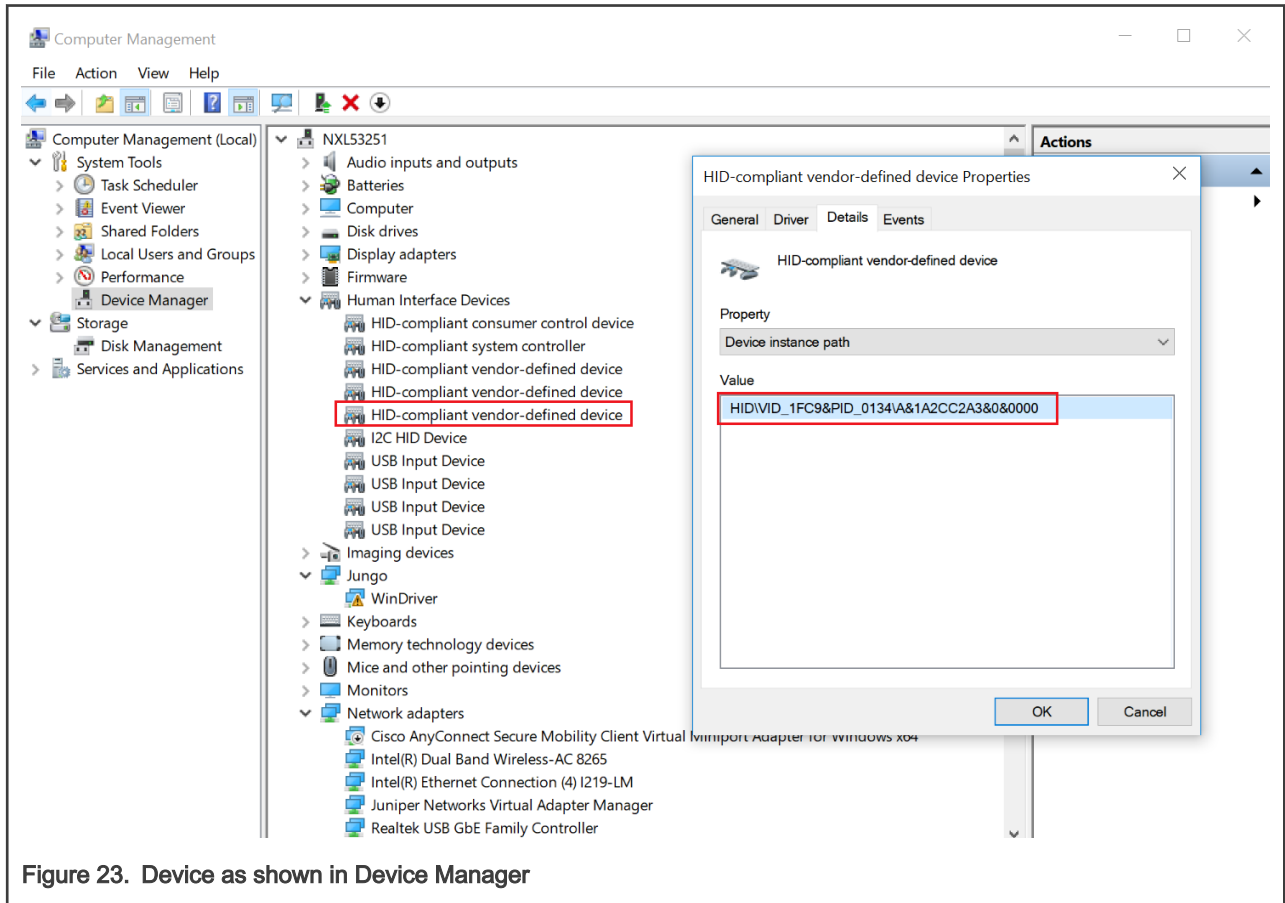 Computer Management
File Action View Help
Computer Management (Local)
System Tools
Task Scheduler
Event Viewer
Shared Folders
Local Users and Groups
Performance
Device Manager
Storage
Disk Management
Services and Applications
NXL53251
Audio inputs and outputs
Batteries
Computer
Disk drives
Display adapters
Firmware
Human Interface Devices
HID-compliant consumer control device
HID-compliant system controller
HID-compliant vendor-defined device
HID-compliant vendor-defined device
HID-compliant vendor-defined device
I2C HID Device
USB Input Device
USB Input Device
USB Input Device
USB Input Device
Imaging devices
Jungo
WinDriver
Keyboards
Memory technology devices
Mice and other pointing devices
Monitors
Network adapters
Cisco AnyConnect Secure Mobility Client Virtual Miniport Adapter for Windows x64
Intel(R) Dual Band Wireless-AC 8265
Intel(R) Ethernet Connection (4) I219-LM
Juniper Networks Virtual Adapter Manager
Realtek USB GbE Family Controller
Actions
HID-compliant vendor-defined device Properties
General Driver Details Events
HID-compliant vendor-defined device
Property
Device instance path
Value
HID\VID_1FC9&PID_0134\A&1A2CC2A3&0&0000
OK Cancel
Figure 23. Device as shown in Device Manager